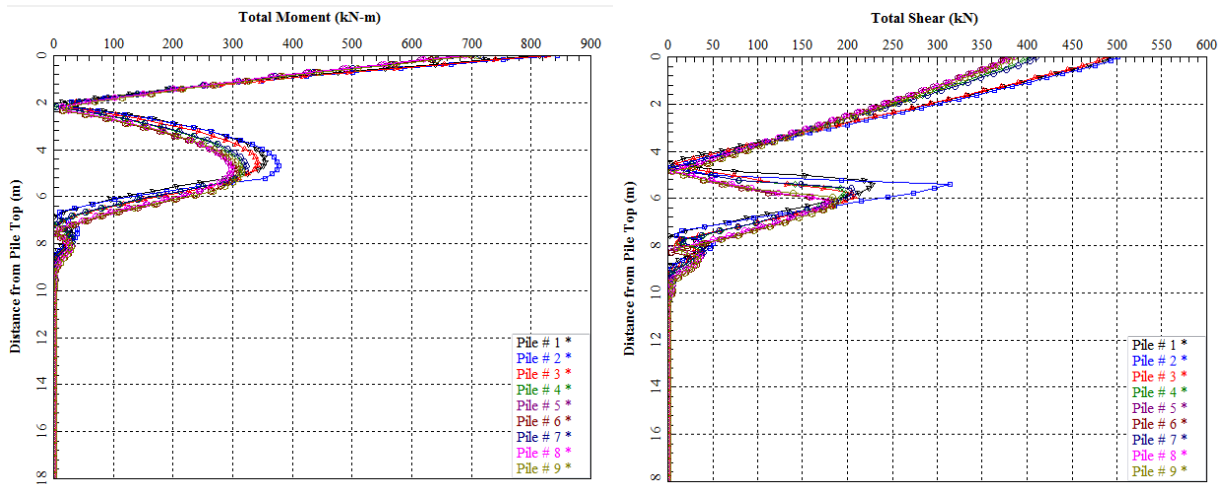 Total Moment (kN-m)
0 100 200 300 400 500 600 700 800 900
Distance from Pile Top (m)
0
2
4
6
8
10
12
14
16
18
Pile # 1 *
Pile # 2 *
Pile # 3 *
Pile # 4 *
Pile # 5 *
Pile # 6 *
Pile # 7 *
Pile # 8 *
Pile # 9 *
Total Shear (kN)
0 50 100 150 200 250 300 350 400 450 500 550 600
Distance from Pile Top (m)
0
2
4
6
8
10
12
14
16
18
Pile # 1 *
Pile # 2 *
Pile # 3 *
Pile # 4 *
Pile # 5 *
Pile # 6 *
Pile # 7 *
Pile # 8 *
Pile # 9 *